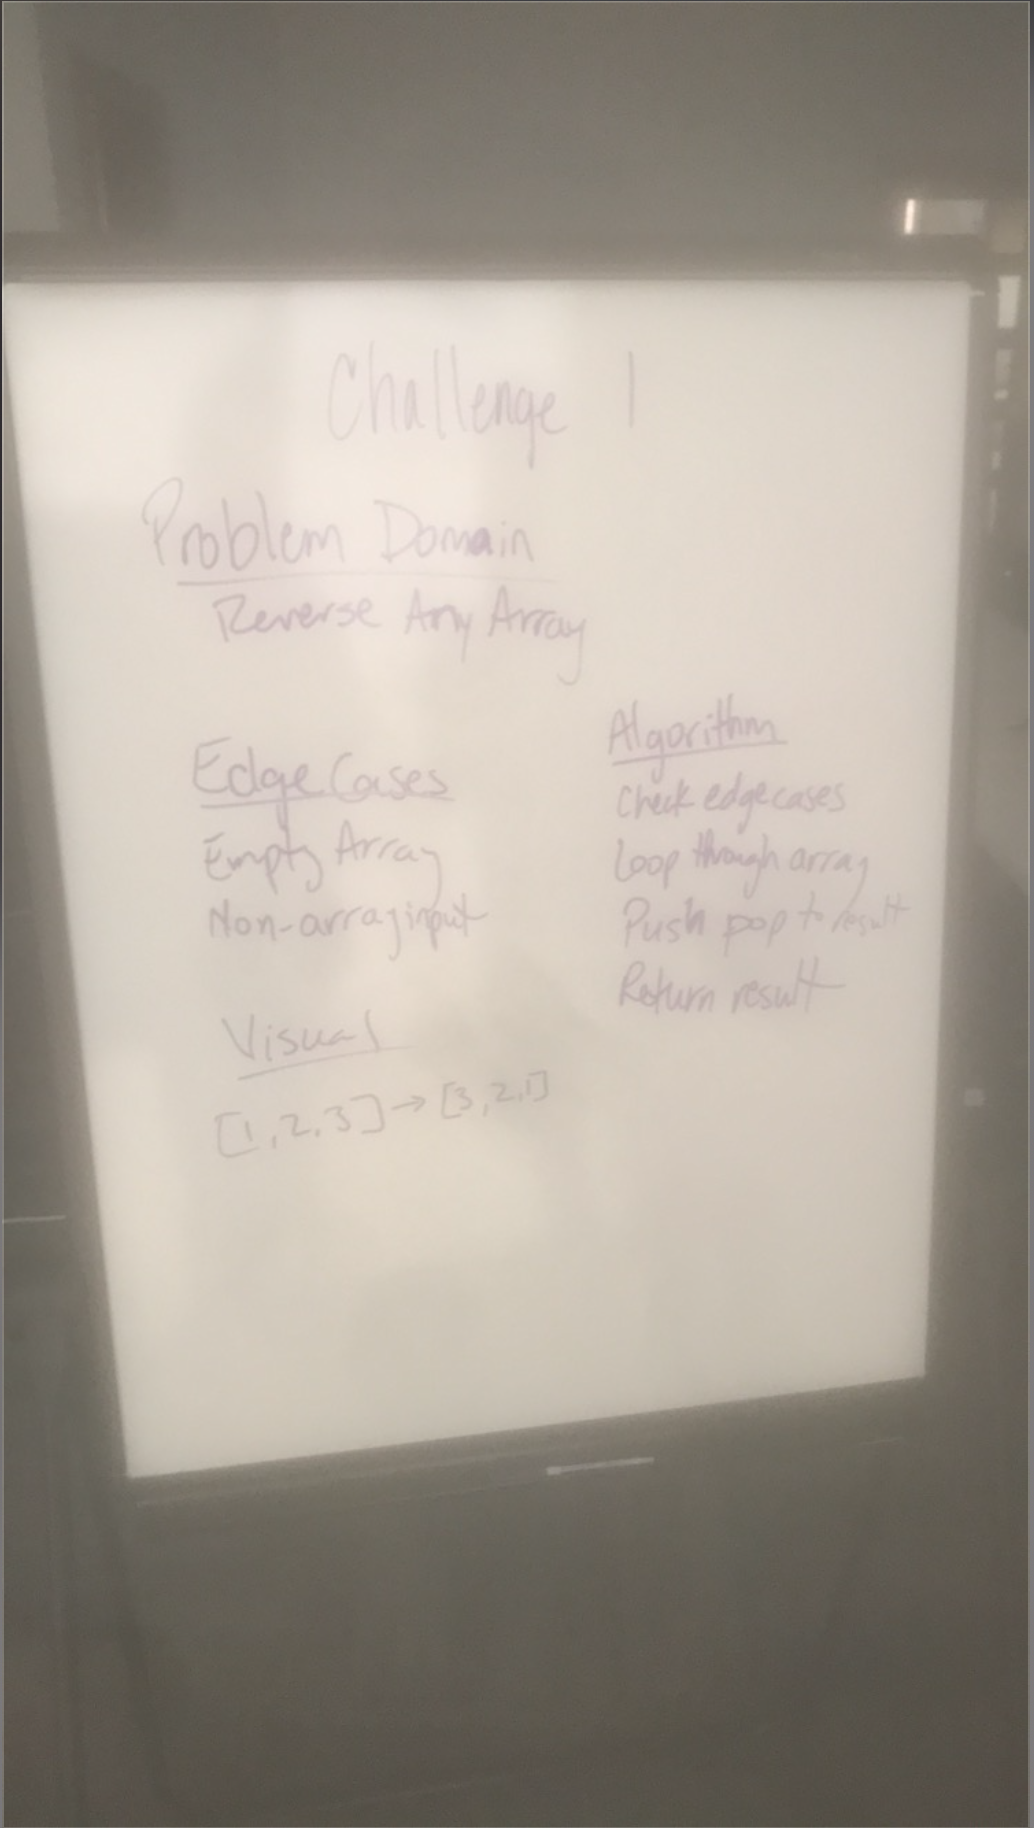 Challenge 1
Problem Domain
Reverse Any Array
Edge Cases
Empty Array
Non-array input
Visual
[1,2,3] → [3,2,1]
Algorithm
Check edge cases
Loop through array
Push pop to result
Return result